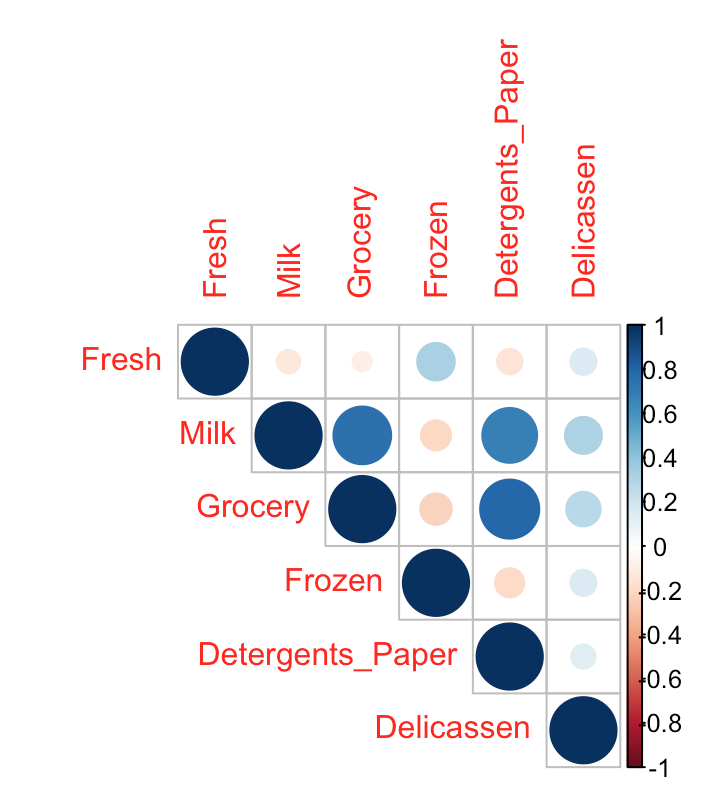 Fresh
Milk
Grocery
Frozen
Detergents_Paper
Delicassen
Fresh
Milk
Grocery
Frozen
Detergents_Paper
Delicassen
1
0.8
0.6
0.4
0.2
0
-0.2
-0.4
-0.6
-0.8
-1